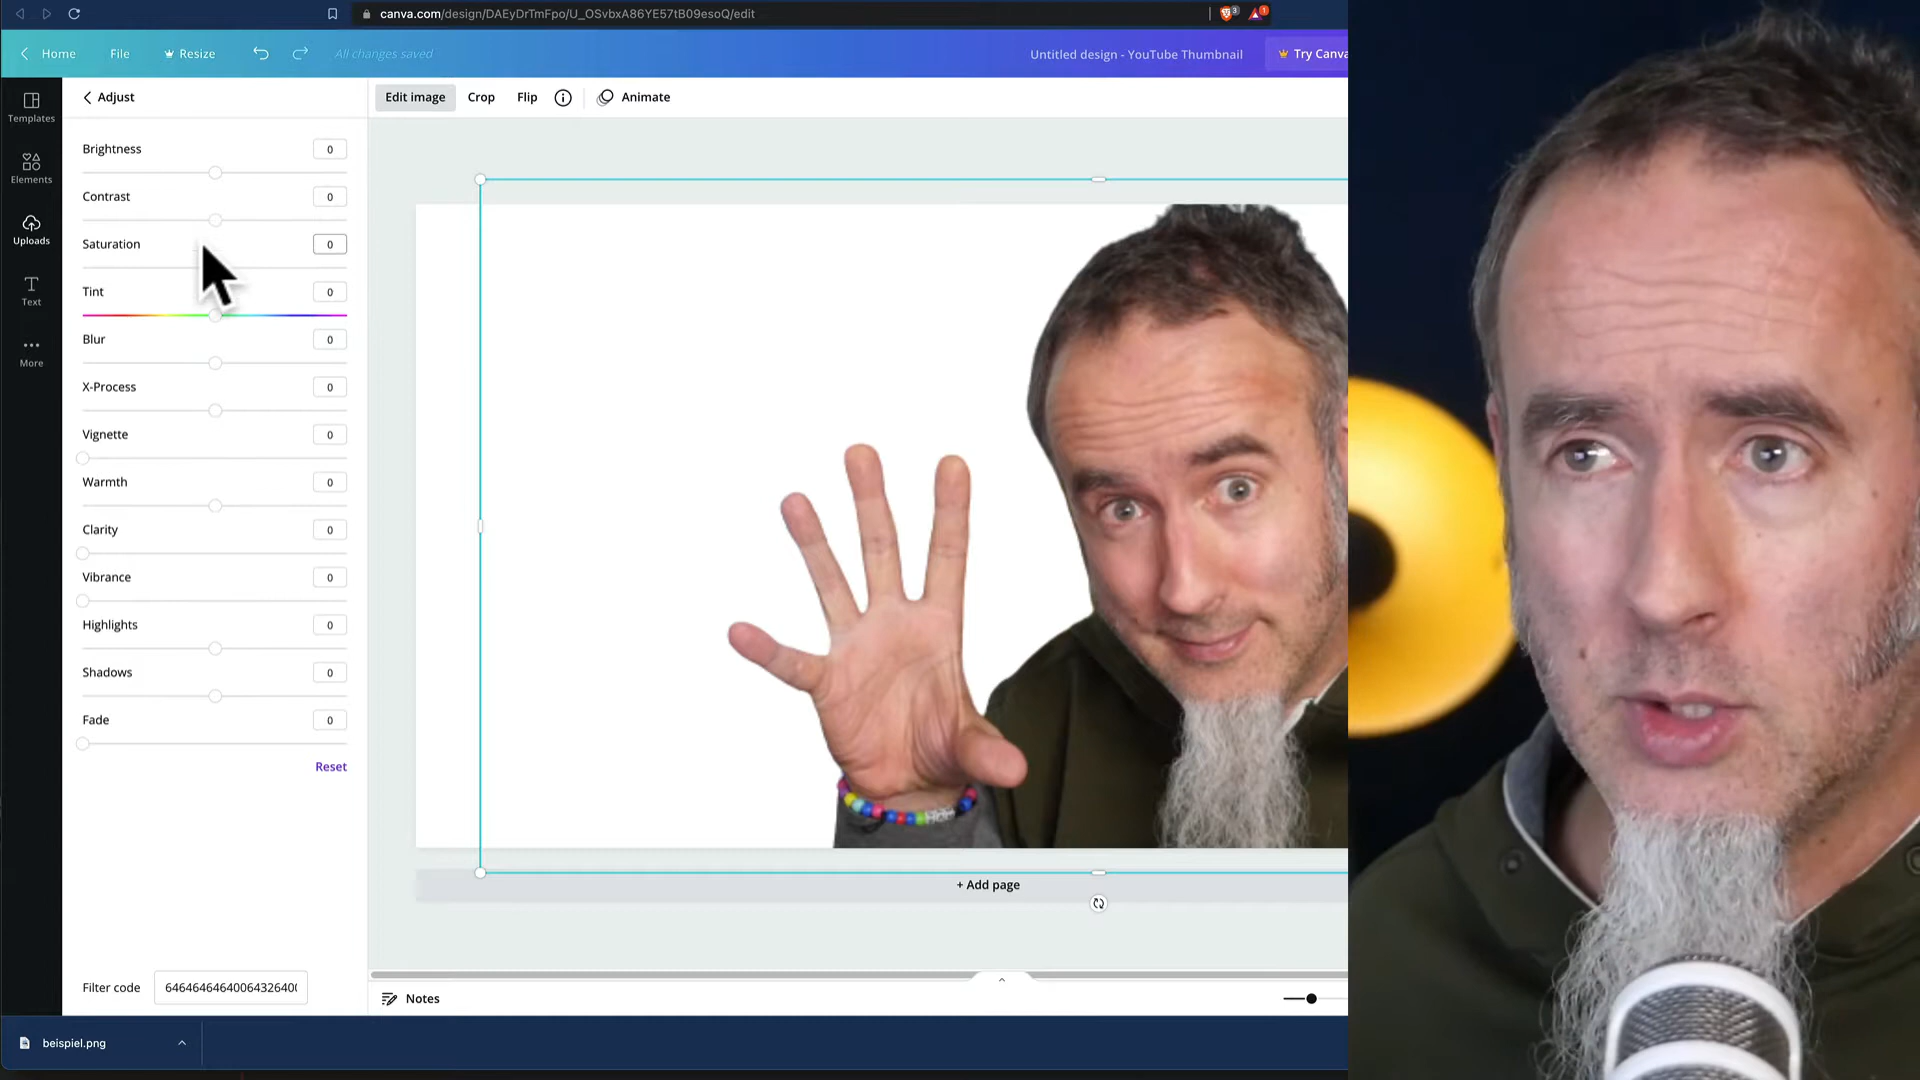 canva.com/design/DAEyDrTmFpo/U_OSvbxA86YE57tB09esoQ/edit
3
1
Home
File
Resize
All changes saved
Untitled design - YouTube Thumbnail
Try Canva
Templates
Elements
Uploads
Text
More
Adjust
Brightness 0
Contrast 0
Saturation 0
Tint 0
Blur 0
X-Process 0
Vignette 0
Warmth 0
Clarity 0
Vibrance 0
Highlights 0
Shadows 0
Fade 0
Reset
Filter code
Edit image
Crop
Flip
Animate
+ Add page
Notes
beispiel.png